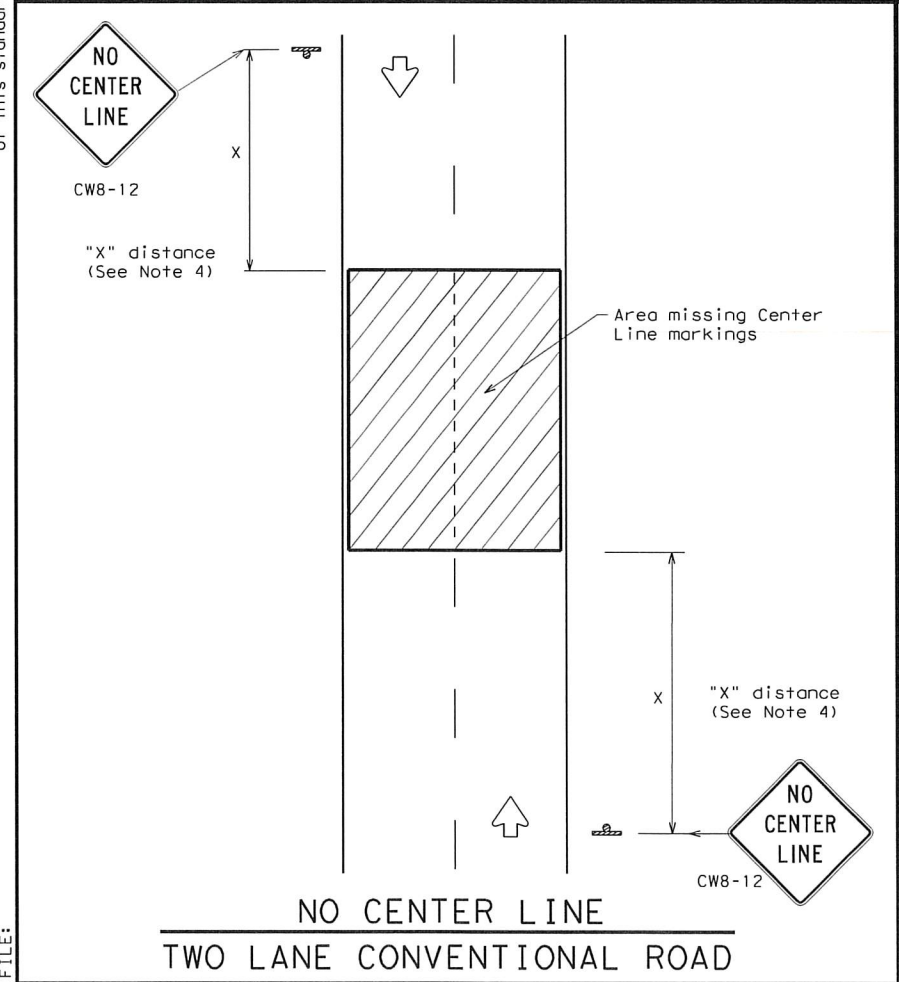 NO
CENTER
LINE
CW8-12
X
"X" distance
(See Note 4)
Area missing Center
Line markings
X
"X" distance
(See Note 4)
NO
CENTER
LINE
CW8-12
NO CENTER LINE
TWO LANE CONVENTIONAL ROAD
FILE: